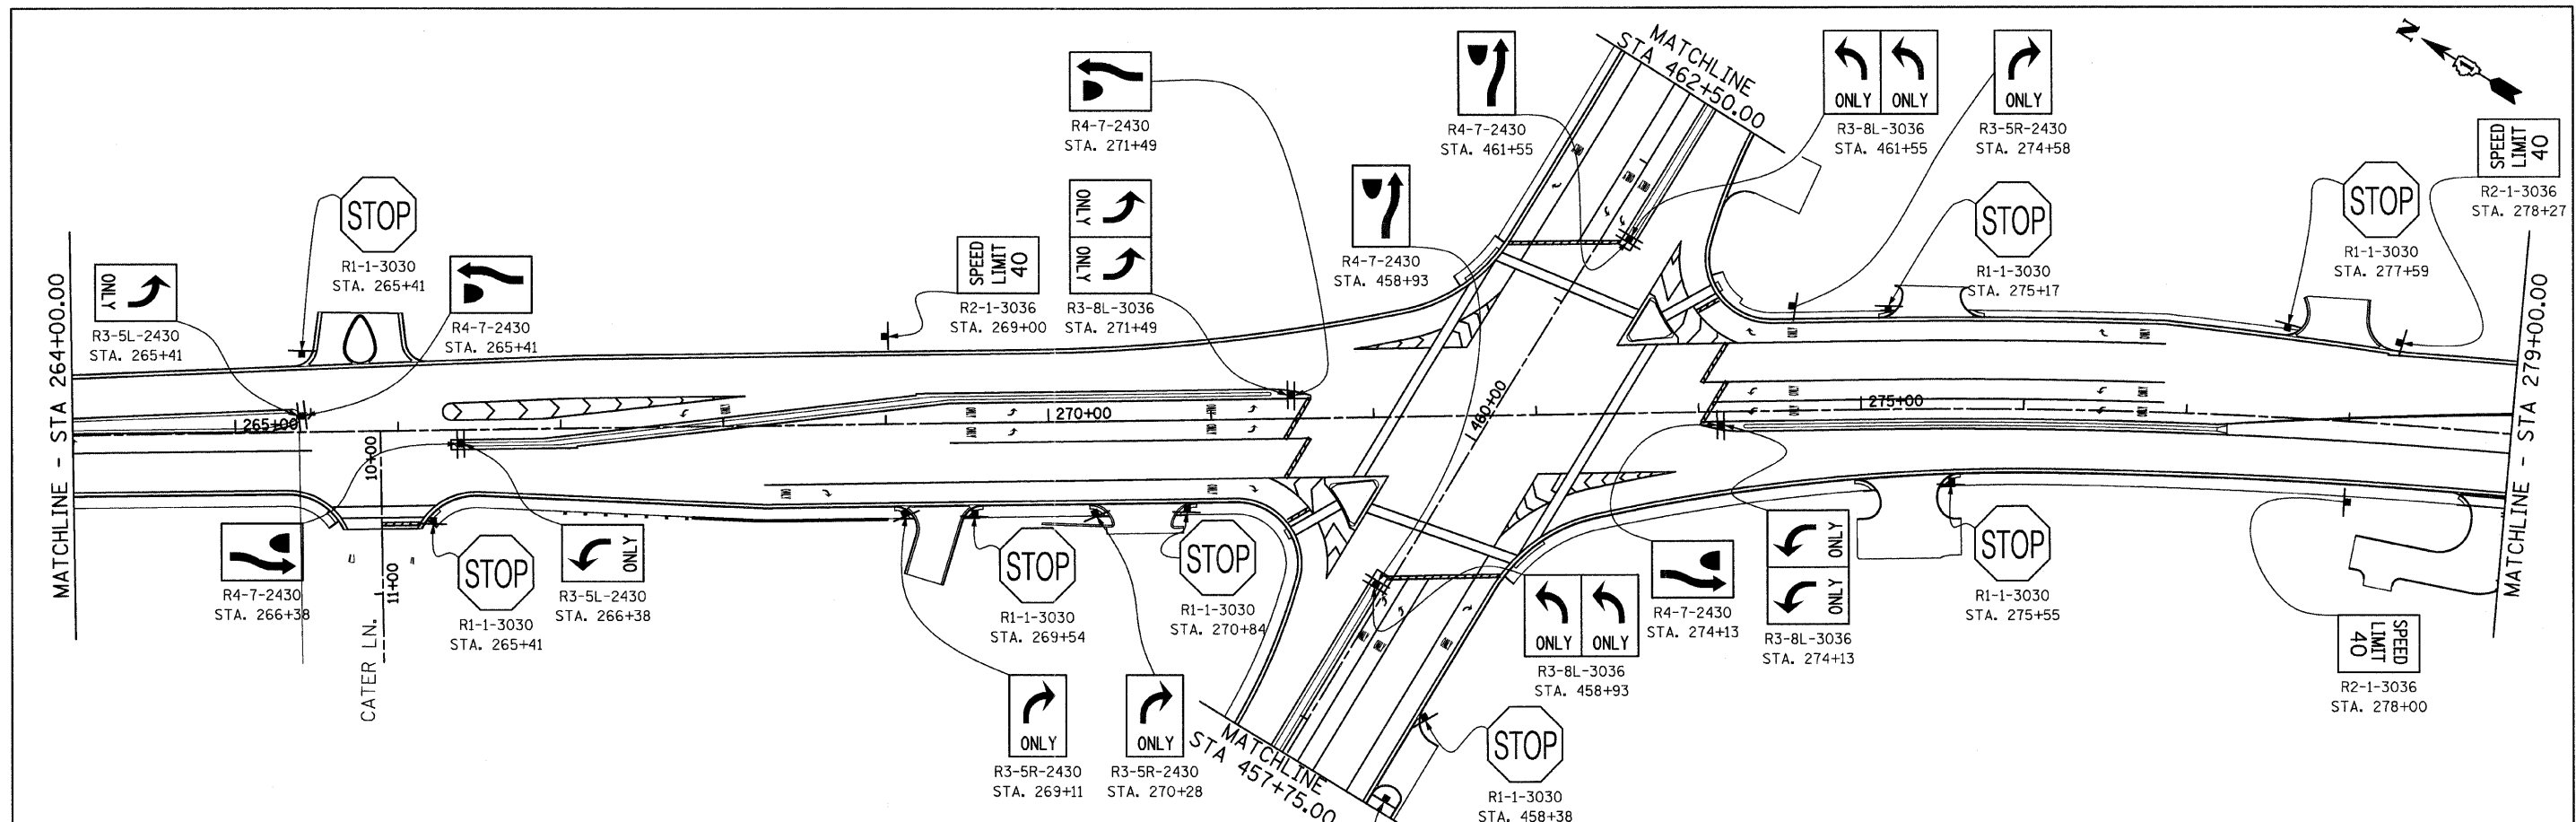 MATCHLINE - STA 264+00.00
ONLY
R3-5L-2430
STA. 265+41
STOP
R1-1-3030
STA. 265+41
R4-7-2430
STA. 265+41
SPEED
LIMIT
40
R2-1-3036
STA. 269+00
R4-7-2430
STA. 271+49
ONLY
ONLY
R3-8L-3036
STA. 271+49
R4-7-2430
STA. 458+93
R4-7-2430
STA. 461+55
MATCHLINE
STA 462+50.00
ONLY ONLY
R3-8L-3036
STA. 461+55
ONLY
R3-5R-2430
STA. 274+58
STOP
R1-1-3030
STA. 275+17
STOP
R1-1-3030
STA. 277+59
SPEED
LIMIT
40
R2-1-3036
STA. 278+27
N
MATCHLINE - STA 279+00.00
265+00
270+00
460+00
275+00
10+00
11+00
CATER LN.
R4-7-2430
STA. 266+38
STOP
R1-1-3030
STA. 265+41
ONLY
R3-5L-2430
STA. 266+38
STOP
R1-1-3030
STA. 269+54
STOP
R1-1-3030
STA. 270+84
ONLY
R3-5R-2430
STA. 269+11
ONLY
R3-5R-2430
STA. 270+28
MATCHLINE
STA 457+75.00
ONLY ONLY
R3-8L-3036
STA. 458+93
STOP
R1-1-3030
STA. 458+38
R4-7-2430
STA. 274+13
ONLY
ONLY
R3-8L-3036
STA. 274+13
STOP
R1-1-3030
STA. 275+55
SPEED
LIMIT
40
R2-1-3036
STA. 278+00